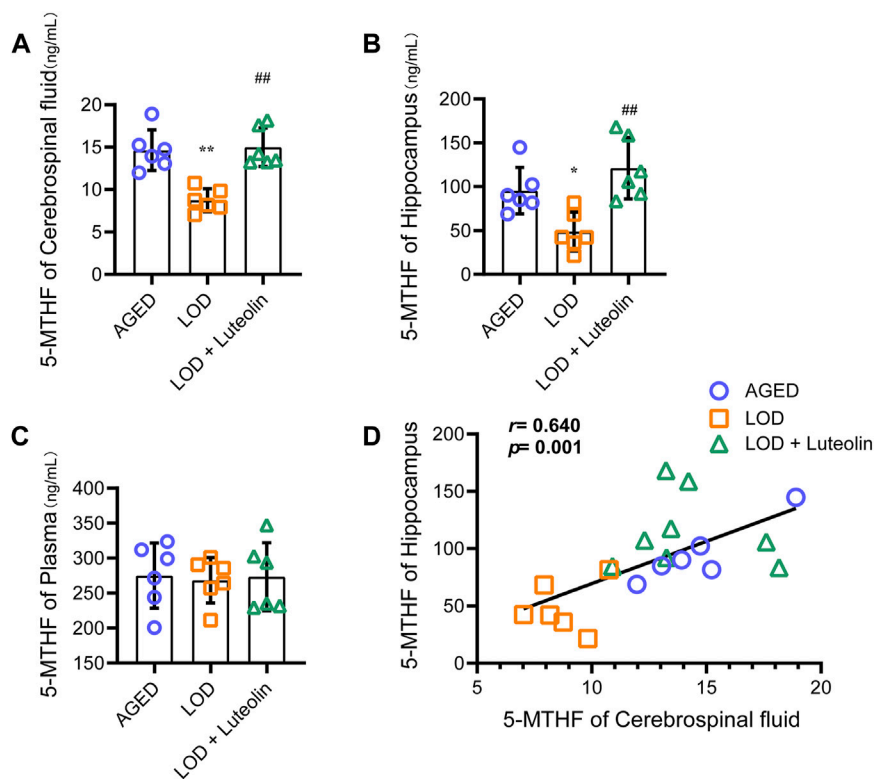 A
5-MTHF of Cerebrospinal fluid(ng/mL)
20
15
10
5
0
**
##
AGED
LOD
LOD + Luteolin
B
5-MTHF of Hippocampus(ng/mL)
200
150
100
50
0
*
##
AGED
LOD
LOD + Luteolin
C
5-MTHF of Plasma(ng/mL)
400
350
300
250
200
150
AGED
LOD
LOD + Luteolin
D
AGED
LOD
LOD + Luteolin
r= 0.640
p= 0.001
5-MTHF of Hippocampus
200
150
100
50
0
5
10
15
20
5-MTHF of Cerebrospinal fluid